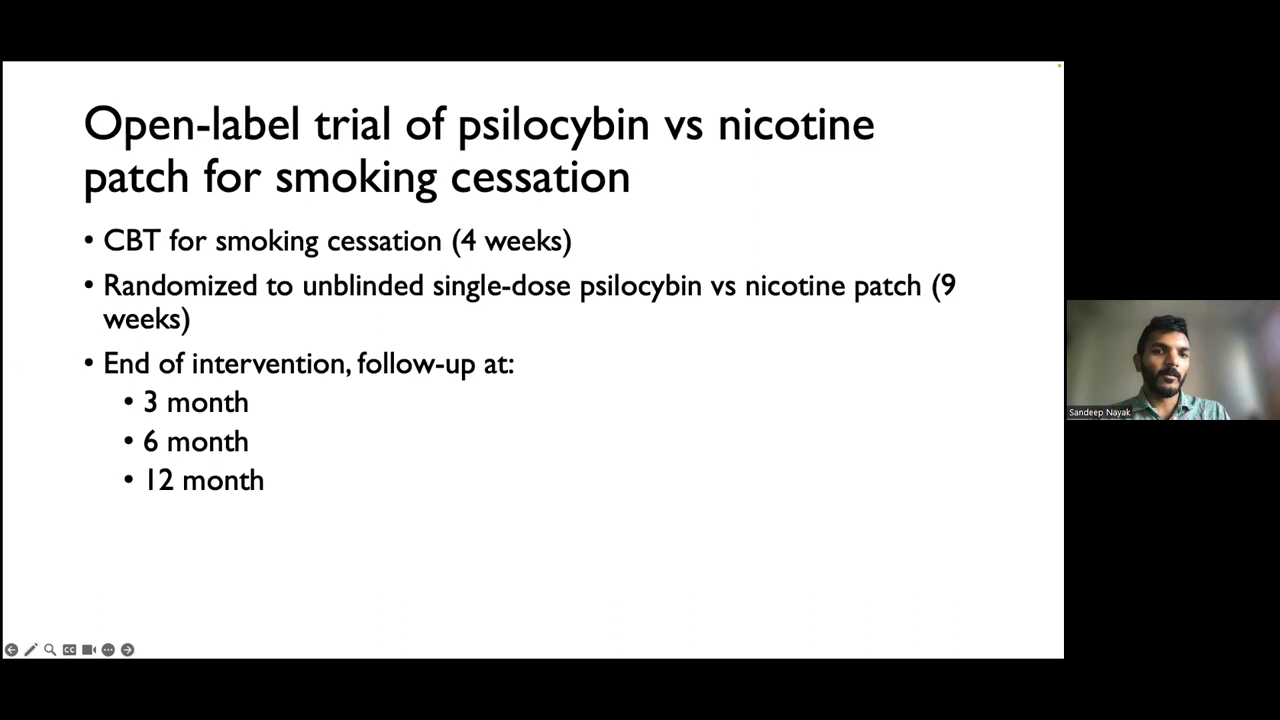 Open-label trial of psilocybin vs nicotine
patch for smoking cessation
• CBT for smoking cessation (4 weeks)
• Randomized to unblinded single-dose psilocybin vs nicotine patch (9
weeks)
• End of intervention, follow-up at:
• 3 month
• 6 month
• 12 month
Sandeep Nayak
CC